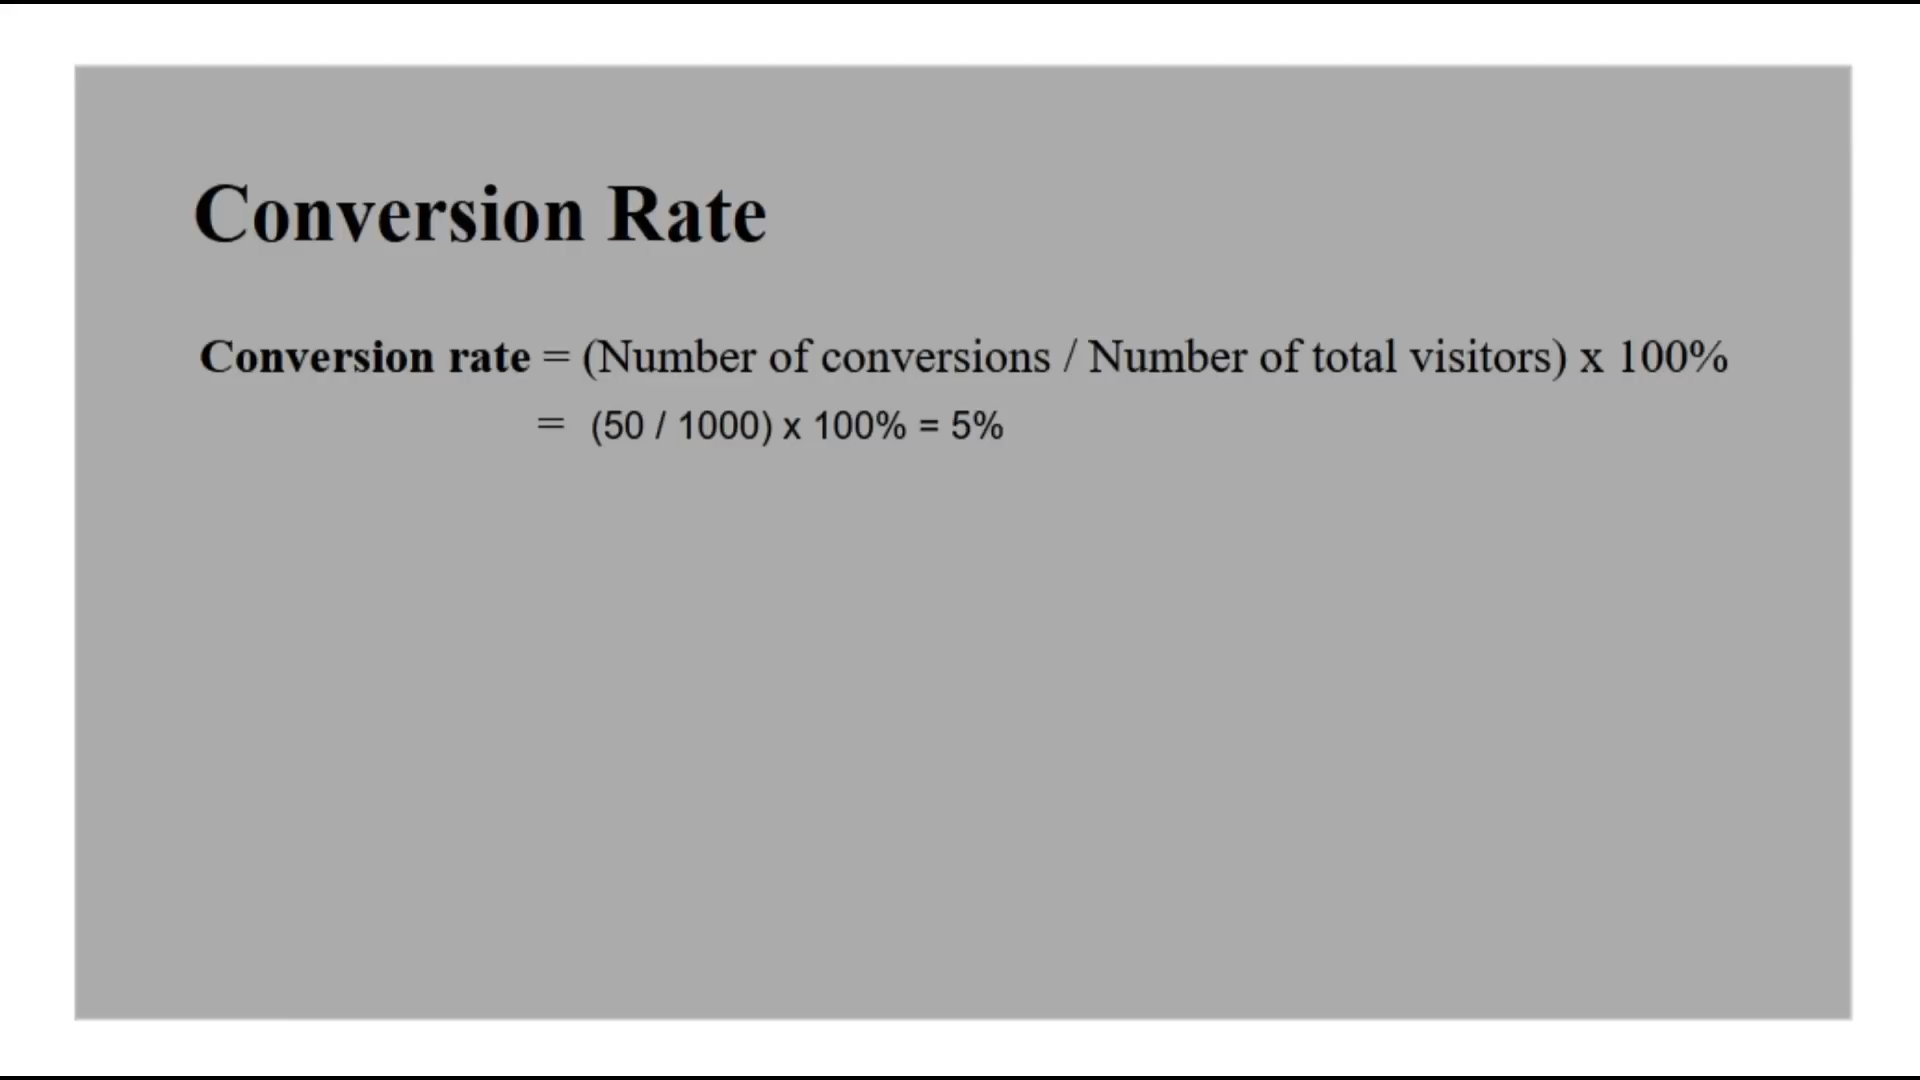 Conversion Rate
Conversion rate = (Number of conversions / Number of total visitors) x 100%
= (50 / 1000) x 100% = 5%